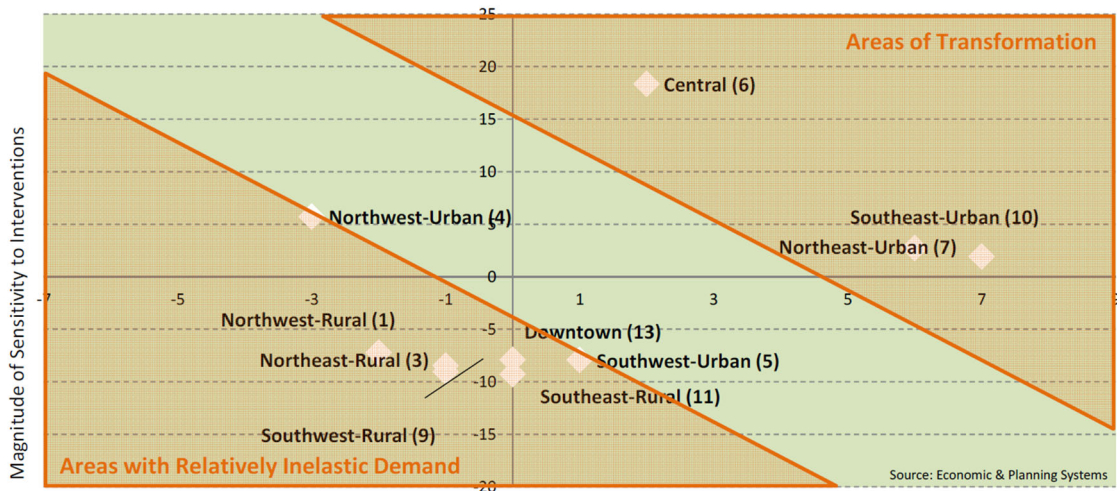 25
Areas of Transformation
20
Central (6)
15
10
Northwest-Urban (4)
5
Southeast-Urban (10)
Northeast-Urban (7)
0
-7
-5
-3
-1
1
3
5
7
Northwest-Rural (1)
-5
Downtown (13)
Northeast-Rural (3)
Southwest-Urban (5)
-10
Southeast-Rural (11)
Southwest-Rural (9)
-15
Areas with Relatively Inelastic Demand
Source: Economic & Planning Systems
-20
Magnitude of Sensitivity to Interventions